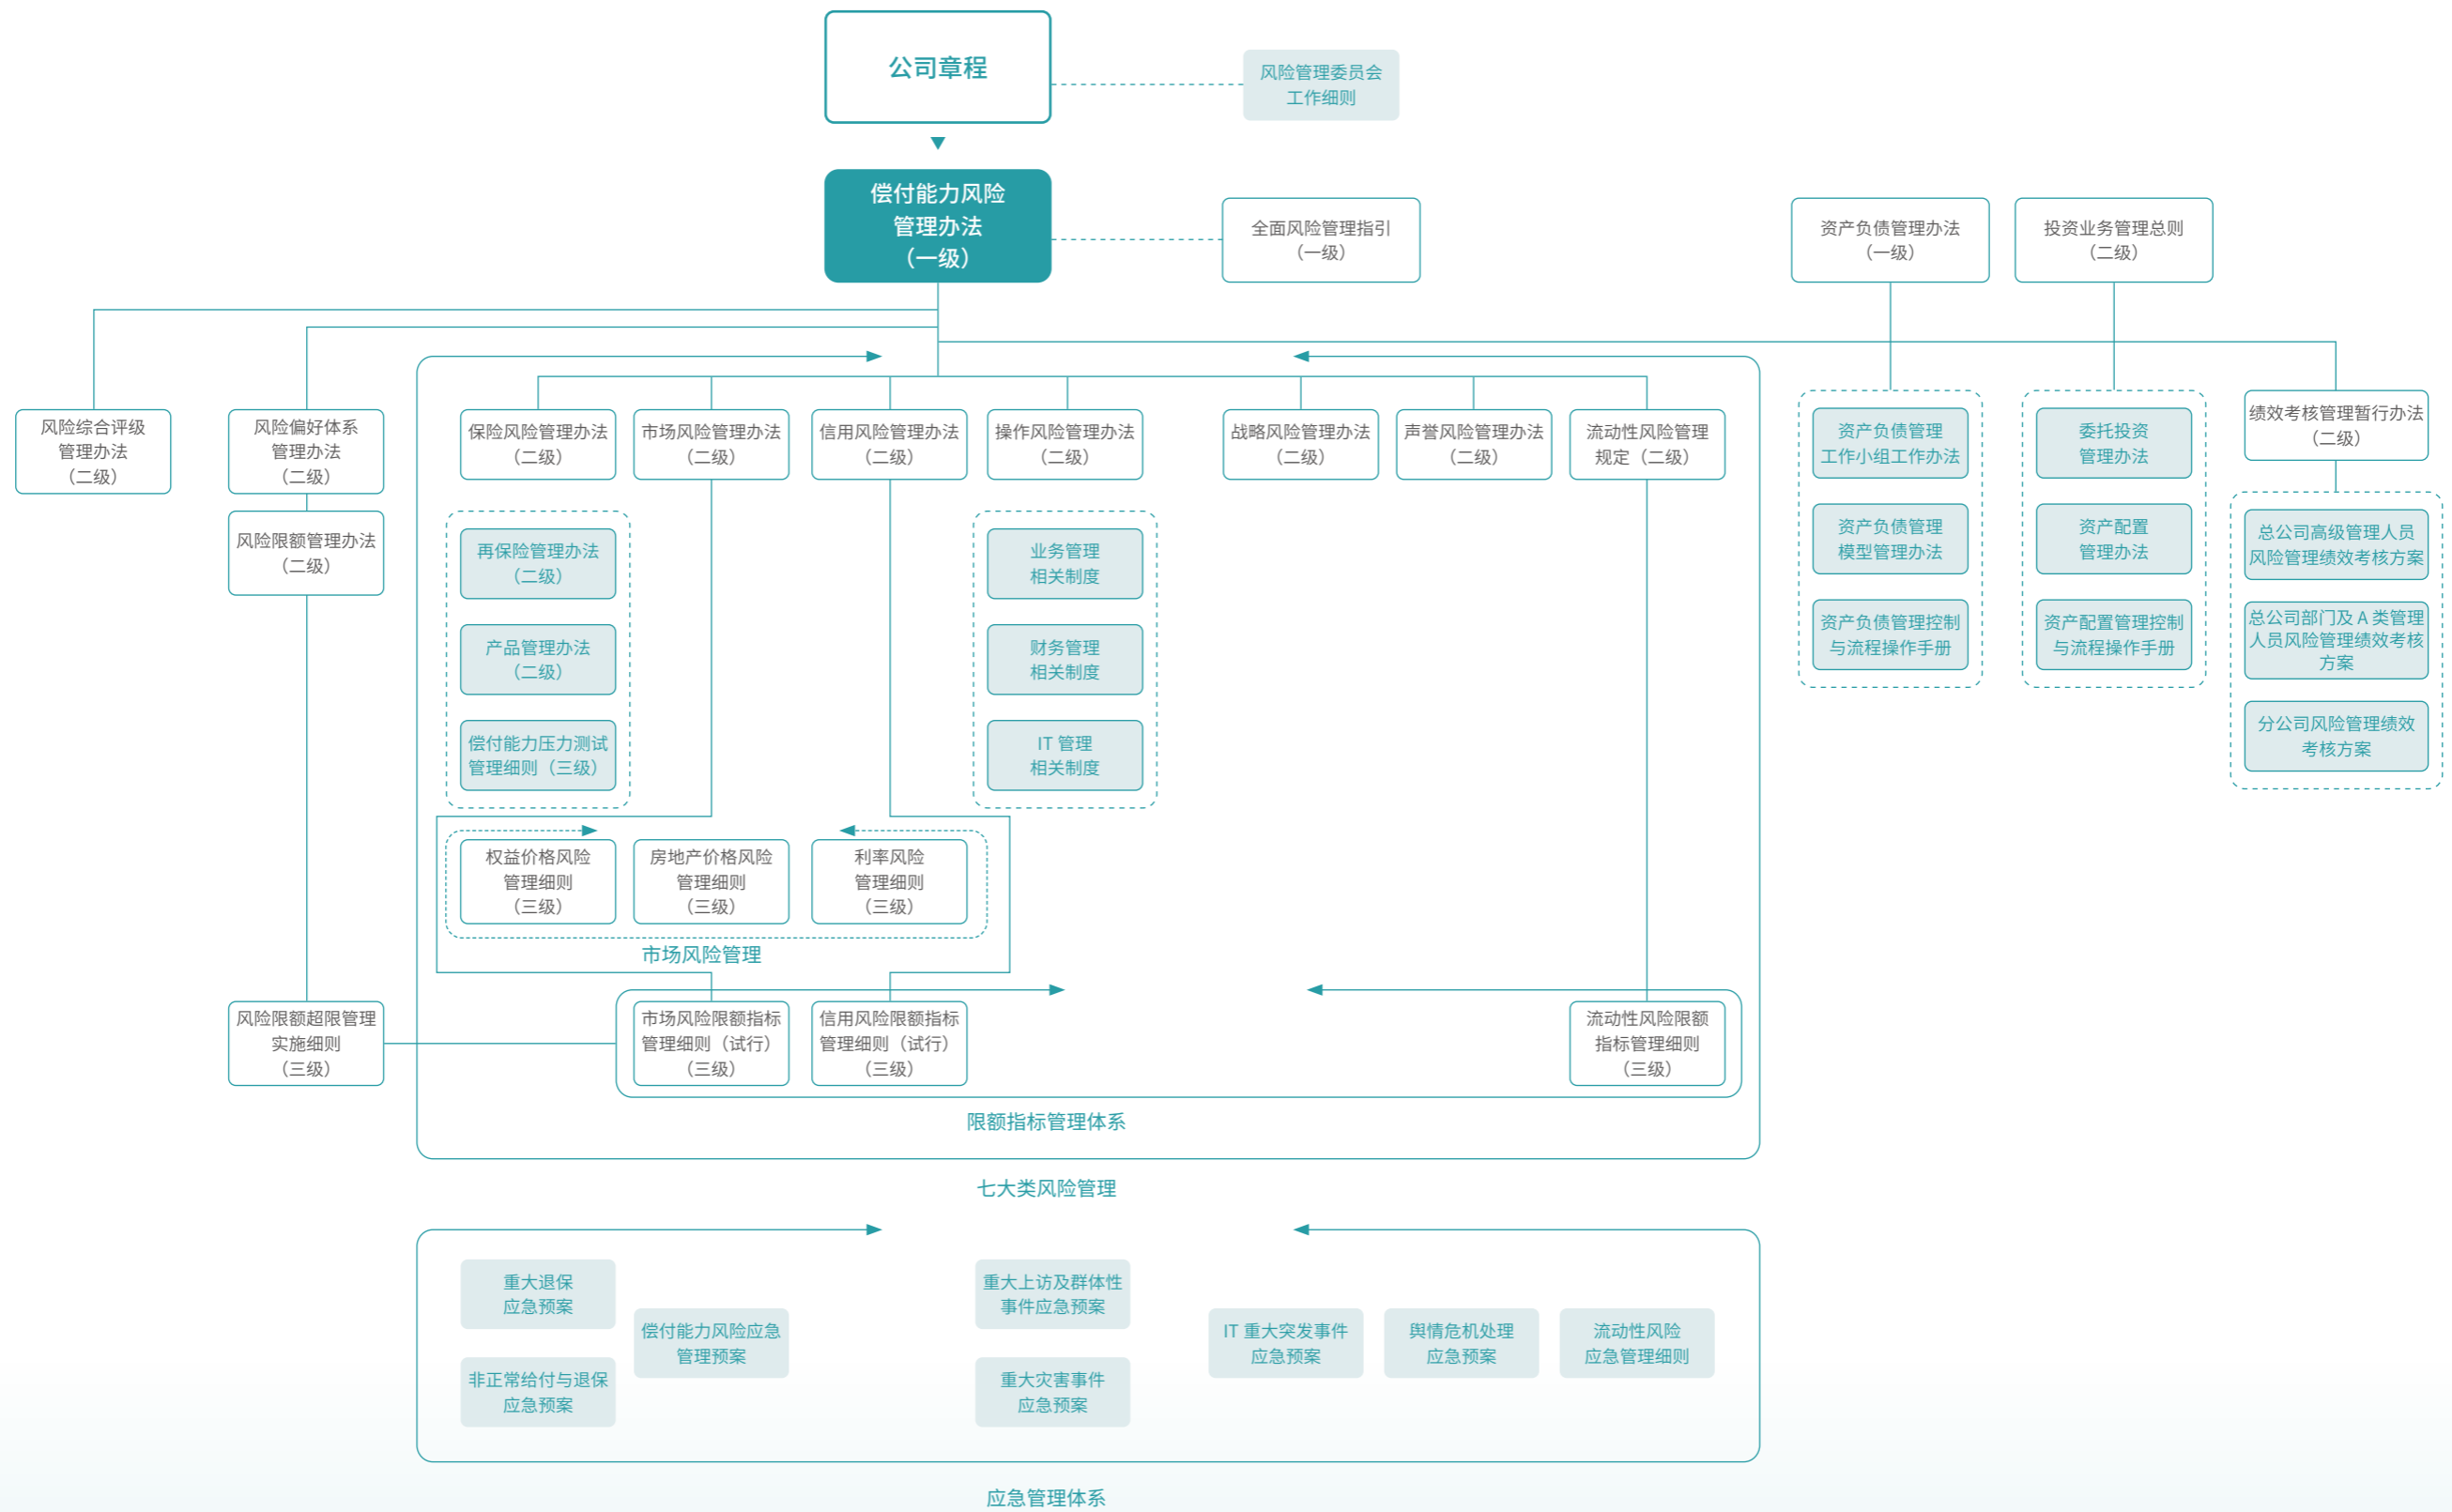 公司章程
风险管理委员会
工作细则
偿付能力风险
管理办法
（一级）
全面风险管理指引
（一级）
资产负债管理办法
（一级）
投资业务管理总则
（二级）
风险综合评级
管理办法
（二级）
风险偏好体系
管理办法
（二级）
风险限额管理办法
（二级）
保险风险管理办法
（二级）
市场风险管理办法
（二级）
信用风险管理办法
（二级）
操作风险管理办法
（二级）
战略风险管理办法
（二级）
声誉风险管理办法
（二级）
流动性风险管理
规定（二级）
资产负债管理
工作小组工作办法
资产负债管理
模型管理办法
资产负债管理控制
与流程操作手册
委托投资
管理办法
资产配置
管理办法
资产配置管理控制
与流程操作手册
绩效考核管理暂行办法
（二级）
总公司高级管理人员
风险管理绩效考核方案
总公司部门及 A 类管理
人员风险管理绩效考核
方案
分公司风险管理绩效
考核方案
再保险管理办法
（二级）
产品管理办法
（二级）
偿付能力压力测试
管理细则（三级）
业务管理
相关制度
财务管理
相关制度
IT 管理
相关制度
权益价格风险
管理细则
（三级）
房地产价格风险
管理细则
（三级）
利率风险
管理细则
（三级）
市场风险管理
风险限额超限管理
实施细则
（三级）
市场风险限额指标
管理细则（试行）
（三级）
信用风险限额指标
管理细则（试行）
（三级）
流动性风险限额
指标管理细则
（三级）
限额指标管理体系
七大类风险管理
重大退保
应急预案
非正常给付与退保
应急预案
偿付能力风险应急
管理预案
重大上访及群体性
事件应急预案
重大灾害事件
应急预案
IT 重大突发事件
应急预案
舆情危机处理
应急预案
流动性风险
应急管理细则
应急管理体系